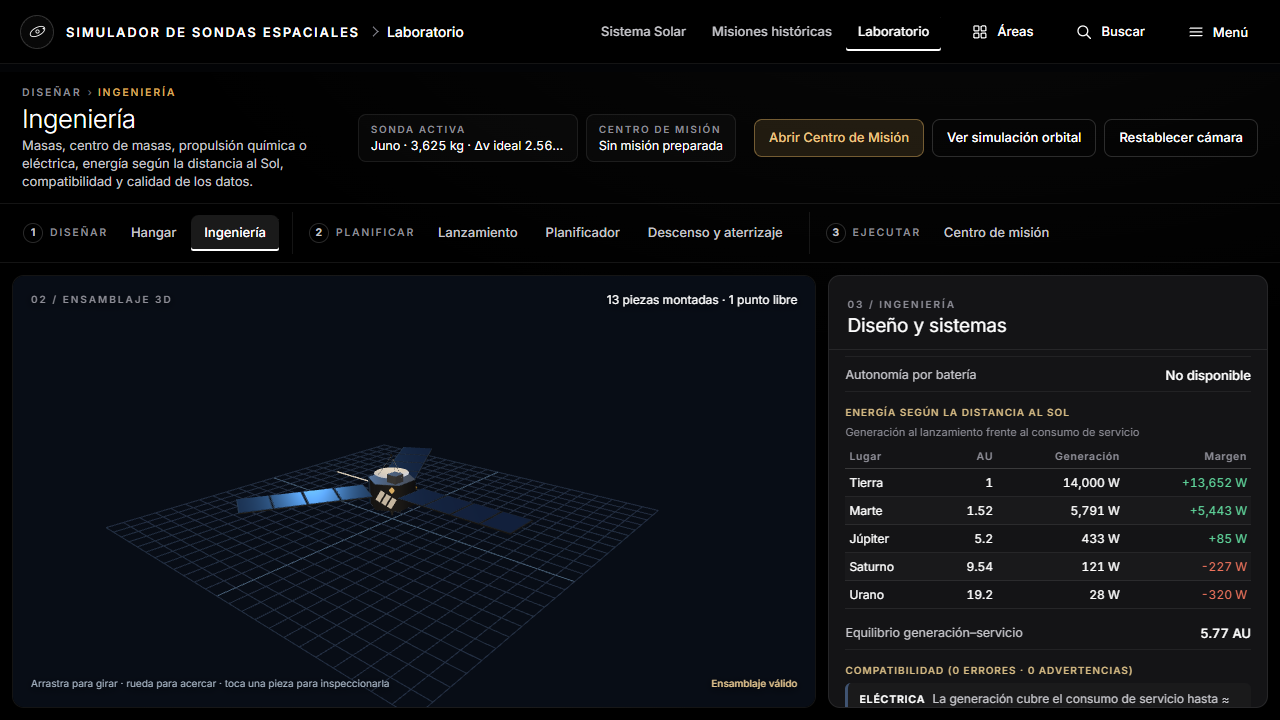 SIMULADOR DE SONDAS ESPACIALES > Laboratorio
Sistema Solar
Misiones históricas
Laboratorio
Áreas
Buscar
Menú
DISEÑAR › INGENIERÍA
Ingeniería
Masas, centro de masas, propulsión química o
eléctrica, energía según la distancia al Sol,
compatibilidad y calidad de los datos.
SONDA ACTIVA
Juno · 3,625 kg · Δv ideal 2.56...
CENTRO DE MISIÓN
Sin misión preparada
Abrir Centro de Misión
Ver simulación orbital
Restablecer cámara
1 DISEÑAR
Hangar
Ingeniería
2 PLANIFICAR
Lanzamiento
Planificador
Descenso y aterrizaje
3 EJECUTAR
Centro de misión
02 / ENSAMBLAJE 3D
13 piezas montadas · 1 punto libre
Arrastra para girar · rueda para acercar · toca una pieza para inspeccionarla
Ensamblaje válido
03 / INGENIERÍA
Diseño y sistemas
Autonomía por batería No disponible
ENERGÍA SEGÚN LA DISTANCIA AL SOL
Generación al lanzamiento frente al consumo de servicio
Lugar AU Generación Margen
Tierra 1 14,000 W +13,652 W
Marte 1.52 5,791 W +5,443 W
Júpiter 5.2 433 W +85 W
Saturno 9.54 121 W -227 W
Urano 19.2 28 W -320 W
Equilibrio generación–servicio 5.77 AU
COMPATIBILIDAD (0 ERRORES · 0 ADVERTENCIAS)
ELÉCTRICA La generación cubre el consumo de servicio hasta ≈